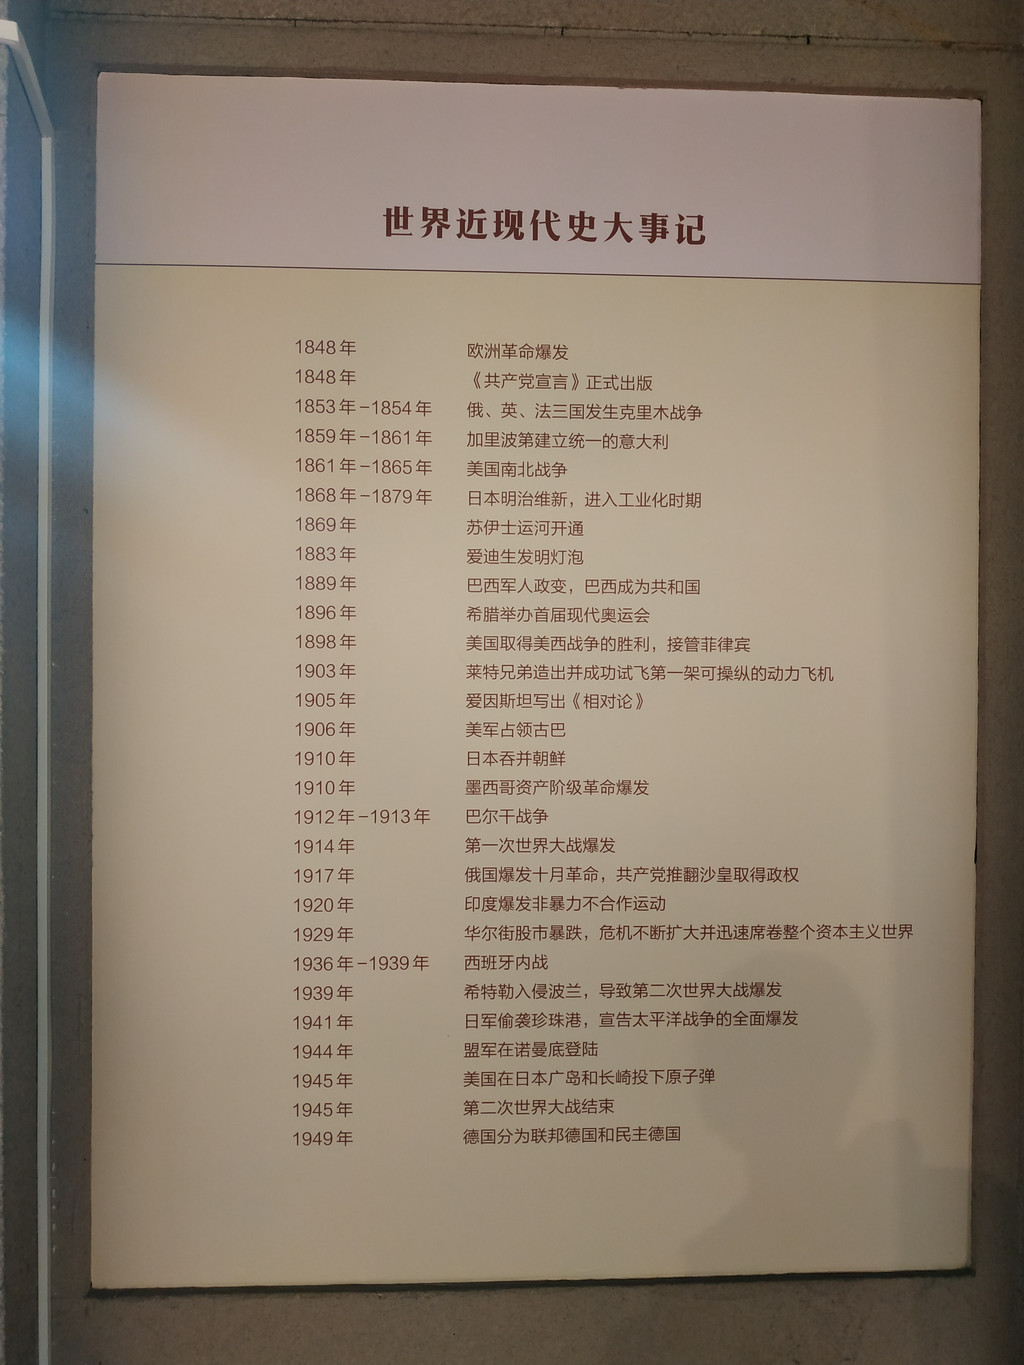 世界近现代史大事记
1848年 欧洲革命爆发
1848年 《共产党宣言》正式出版
1853年-1854年 俄、英、法三国发生克里木战争
1859年-1861年 加里波第建立统一的意大利
1861年-1865年 美国南北战争
1868年-1879年 日本明治维新，进入工业化时期
1869年 苏伊士运河开通
1883年 爱迪生发明灯泡
1889年 巴西军人政变，巴西成为共和国
1896年 希腊举办首届现代奥运会
1898年 美国取得美西战争的胜利，接管菲律宾
1903年 莱特兄弟造出并成功试飞第一架可操纵的动力飞机
1905年 爱因斯坦写出《相对论》
1906年 美军占领古巴
1910年 日本吞并朝鲜
1910年 墨西哥资产阶级革命爆发
1912年-1913年 巴尔干战争
1914年 第一次世界大战爆发
1917年 俄国爆发十月革命，共产党推翻沙皇取得政权
1920年 印度爆发非暴力不合作运动
1929年 华尔街股市暴跌，危机不断扩大并迅速席卷整个资本主义世界
1936年-1939年 西班牙内战
1939年 希特勒入侵波兰，导致第二次世界大战爆发
1941年 日军偷袭珍珠港，宣告太平洋战争的全面爆发
1944年 盟军在诺曼底登陆
1945年 美国在日本广岛和长崎投下原子弹
1945年 第二次世界大战结束
1949年 德国分为联邦德国和民主德国